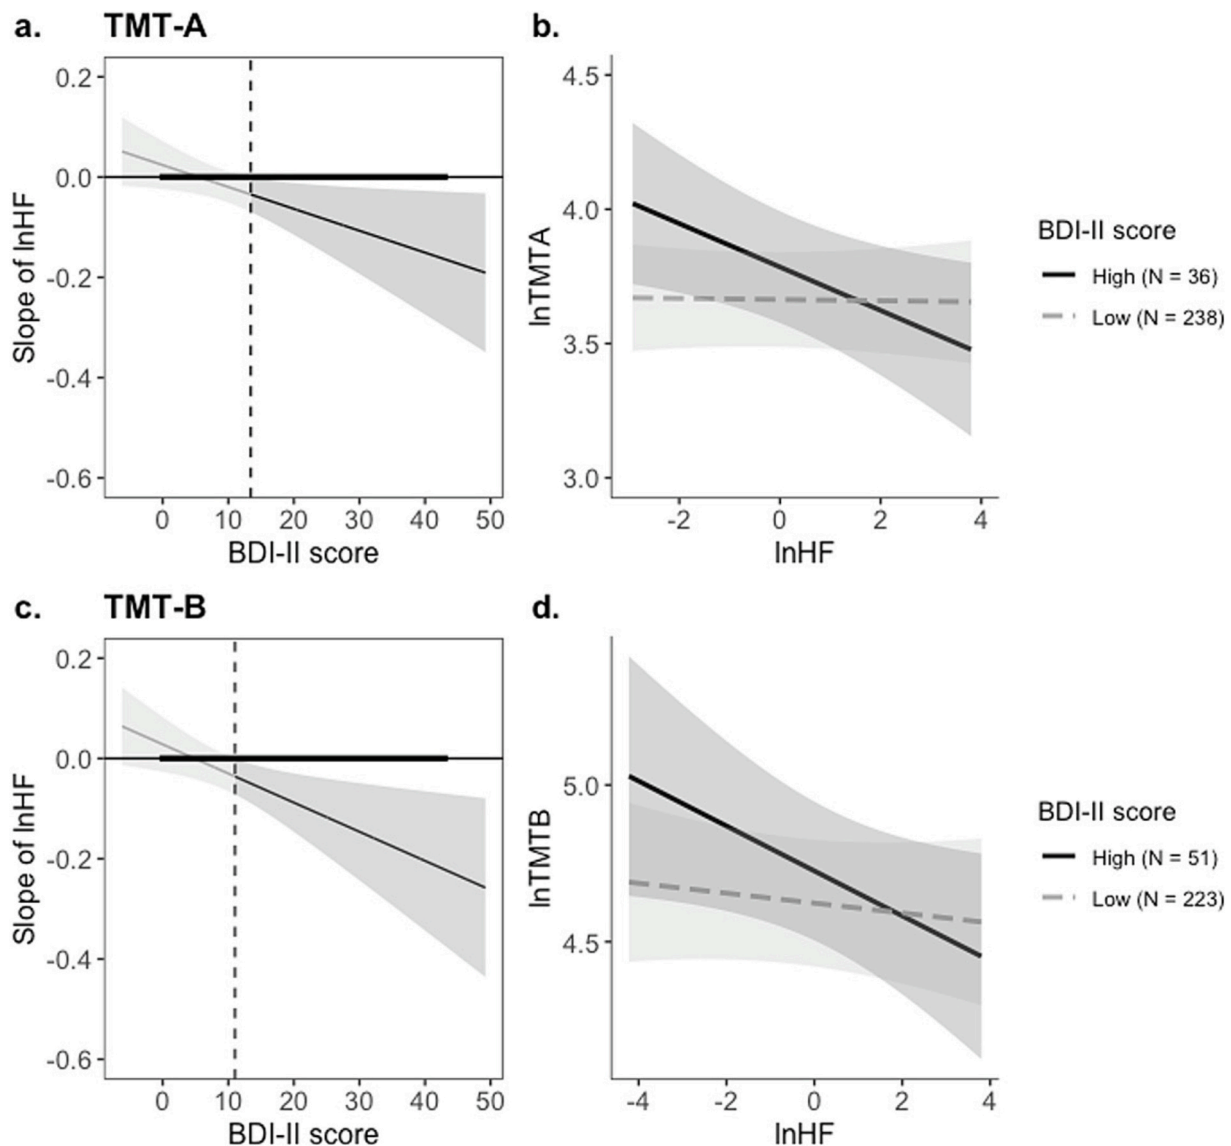 a. TMT-A
b.
0.2
0.0
-0.2
-0.4
-0.6
Slope of lnHF
0 10 20 30 40 50
BDI-II score
4.5
4.0
3.5
3.0
lnTMTA
-2 0 2 4
lnHF
BDI-II score
High (N = 36)
Low (N = 238)
c. TMT-B
d.
0.2
0.0
-0.2
-0.4
-0.6
Slope of lnHF
0 10 20 30 40 50
BDI-II score
5.0
4.5
lnTMTB
-4 -2 0 2 4
lnHF
BDI-II score
High (N = 51)
Low (N = 223)